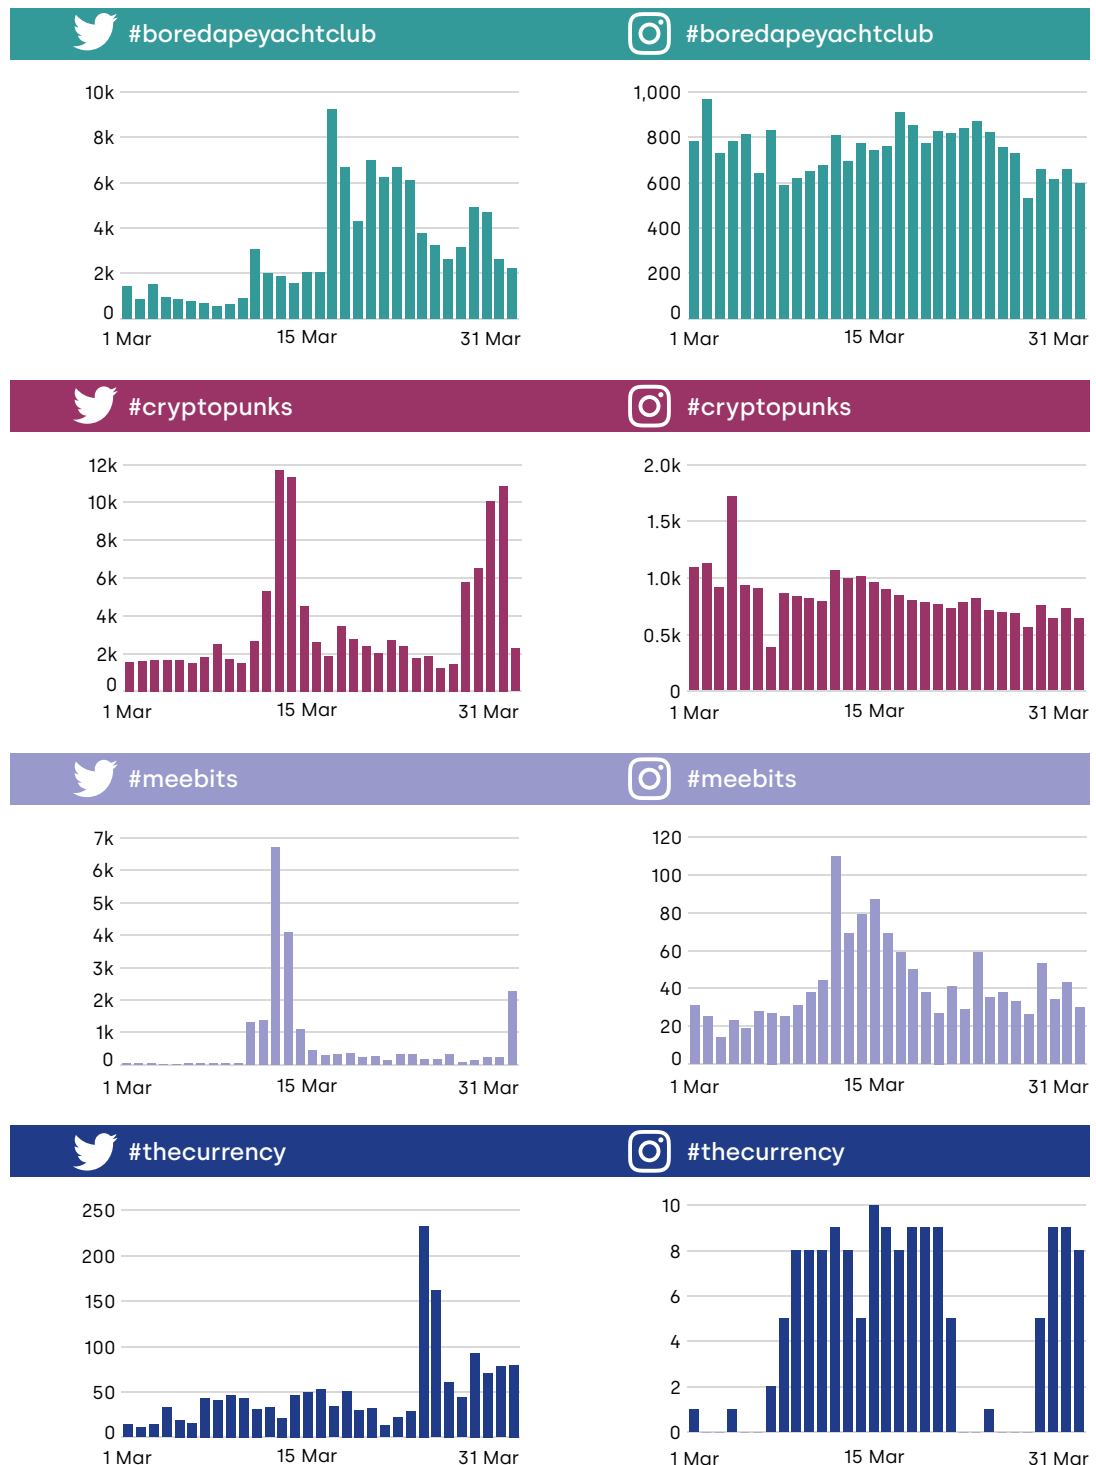 #boredapeyachtclub #boredapeyachtclub
10k 1,000
8k 800
6k 600
4k 400
2k 200
0 0
1 Mar 15 Mar 31 Mar 1 Mar 15 Mar 31 Mar
#cryptopunks #cryptopunks
12k 2.0k
10k 1.5k
8k 1.0k
6k 0.5k
4k 0
2k
0
1 Mar 15 Mar 31 Mar 1 Mar 15 Mar 31 Mar
#meebits #meebits
7k 120
6k 100
5k 80
4k 60
3k 40
2k 20
1k 0
0
1 Mar 15 Mar 31 Mar 1 Mar 15 Mar 31 Mar
#thecurrency #thecurrency
250 10
200 8
150 6
100 4
50 2
0 0
1 Mar 15 Mar 31 Mar 1 Mar 15 Mar 31 Mar